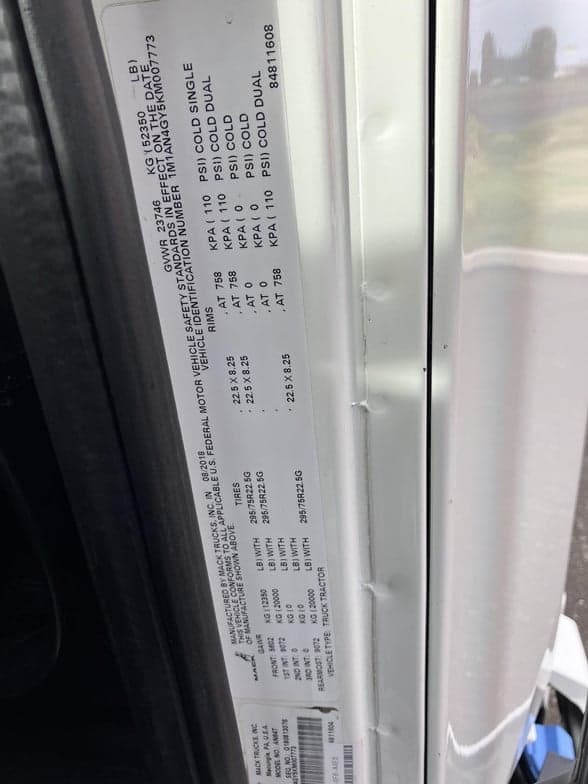 MANUFACTURED BY MACK TRUCKS, INC. IN 08/2018 GVWR 23746 KG ( 52350 LB)
THIS VEHICLE CONFORMS TO ALL APPLICABLE U.S. FEDERAL MOTOR VEHICLE SAFETY STANDARDS IN EFFECT ON THE DATE
OF MANUFACTURE SHOWN ABOVE. VEHICLE IDENTIFICATION NUMBER 1M1AN4GY5KM007773
MACK GAWR TIRES RIMS
FRONT: 5602 KG (12350 LB) WITH 295/75R22.5G , 22.5 X 8.25 , AT 758 KPA ( 110 PSI) COLD SINGLE
1ST INT: 9072 KG (20000 LB) WITH 295/75R22.5G , 22.5 X 8.25 , AT 758 KPA ( 110 PSI) COLD DUAL
2ND INT: 0 KG (0 LB) WITH , , AT 0 KPA ( 0 PSI) COLD
3RD INT: 0 KG (0 LB) WITH , , AT 0 KPA ( 0 PSI) COLD
REARMOST: 9072 KG (20000 LB) WITH 295/75R22.5G , 22.5 X 8.25 , AT 758 KPA ( 110 PSI) COLD DUAL
VEHICLE TYPE: TRUCK TRACTOR 84811608
MACK TRUCKS, INC.
Macungie, PA, U.S.A.
MODEL NO.: AN64T
SEQ. NO.: